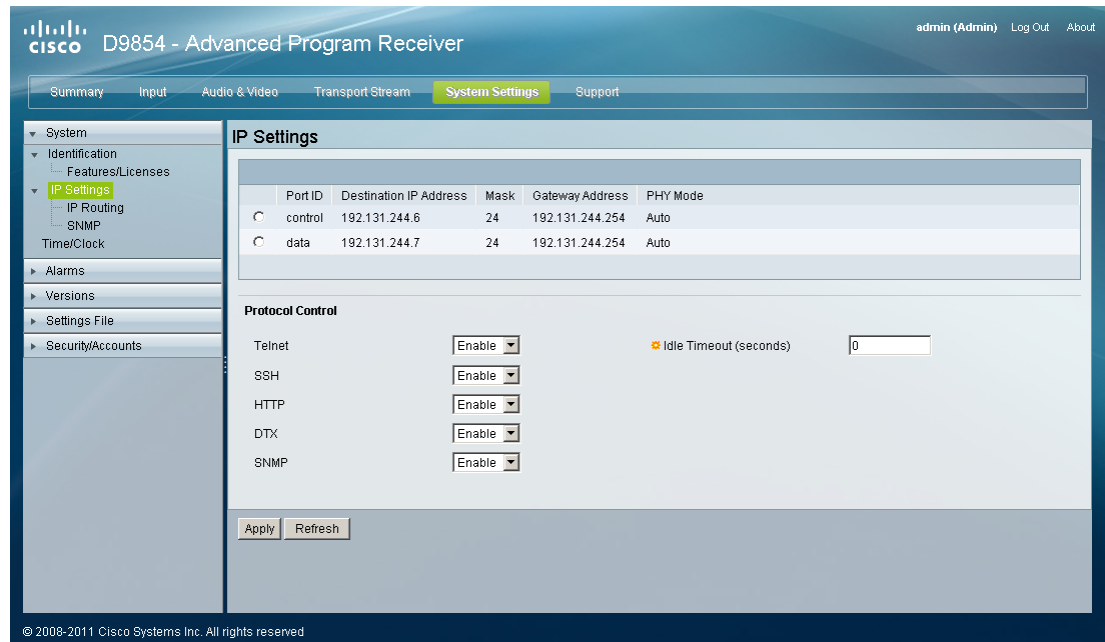 CISCO D9854 - Advanced Program Receiver
admin (Admin) Log Out About
Summary Input Audio & Video Transport Stream System Settings Support
System
Identification
Features/Licenses
IP Settings
IP Routing
SNMP
Time/Clock
Alarms
Versions
Settings File
Security/Accounts
IP Settings
Port ID Destination IP Address Mask Gateway Address PHY Mode
control 192.131.244.6 24 192.131.244.254 Auto
data 192.131.244.7 24 192.131.244.254 Auto
Protocol Control
Telnet Enable Idle Timeout (seconds) 0
SSH Enable
HTTP Enable
DTX Enable
SNMP Enable
Apply Refresh
© 2008-2011 Cisco Systems Inc. All rights reserved